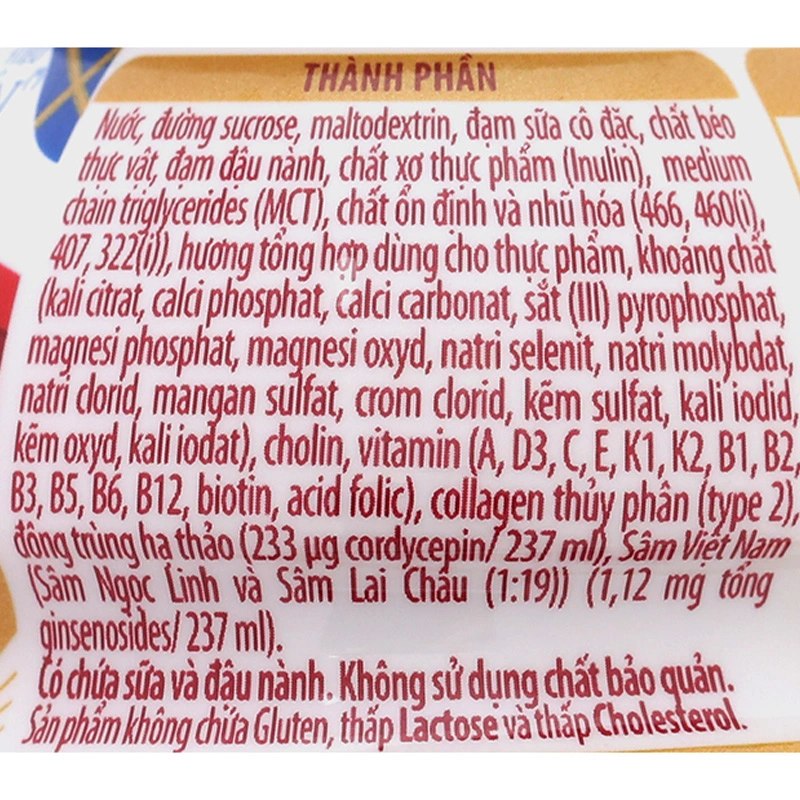 THÀNH PHẦN
Nước, đường sucrose, maltodextrin, đạm sữa cô đặc, chất béo
thực vật, đạm đậu nành, chất xơ thực phẩm (Inulin), medium
chain triglycerides (MCT), chất ổn định và nhũ hóa (466, 460(i),
407, 322(i)), hương tổng hợp dùng cho thực phẩm, khoáng chất
(kali citrat, calci phosphat, calci carbonat, sắt (III) pyrophosphat,
magnesi phosphat, magnesi oxyd, natri selenit, natri molybdat,
natri clorid, mangan sulfat, crom clorid, kẽm sulfat, kali iodid,
kẽm oxyd, kali iodat), cholin, vitamin (A, D3, C, E, K1, K2, B1, B2,
B3, B5, B6, B12, biotin, acid folic), collagen thủy phân (type 2),
đông trùng hạ thảo (233 µg cordycepin/ 237 ml), Sâm Việt Nam
(Sâm Ngọc Linh và Sâm Lai Châu (1:19)) (1,12 mg tổng
ginsenosides/ 237 ml).
Có chứa sữa và đậu nành. Không sử dụng chất bảo quản.
Sản phẩm không chứa Gluten, thấp Lactose và thấp Cholesterol.